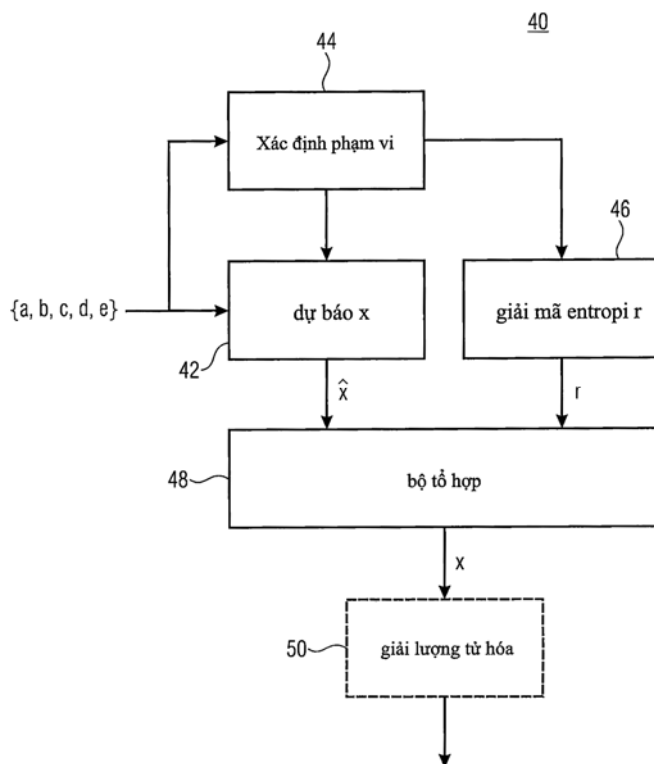 40
44
Xác định phạm vi
46
{a, b, c, d, e}
dự báo x
giải mã entropi r
42
x̂
r
48
bộ tổ hợp
x
50
giải lượng tử hóa